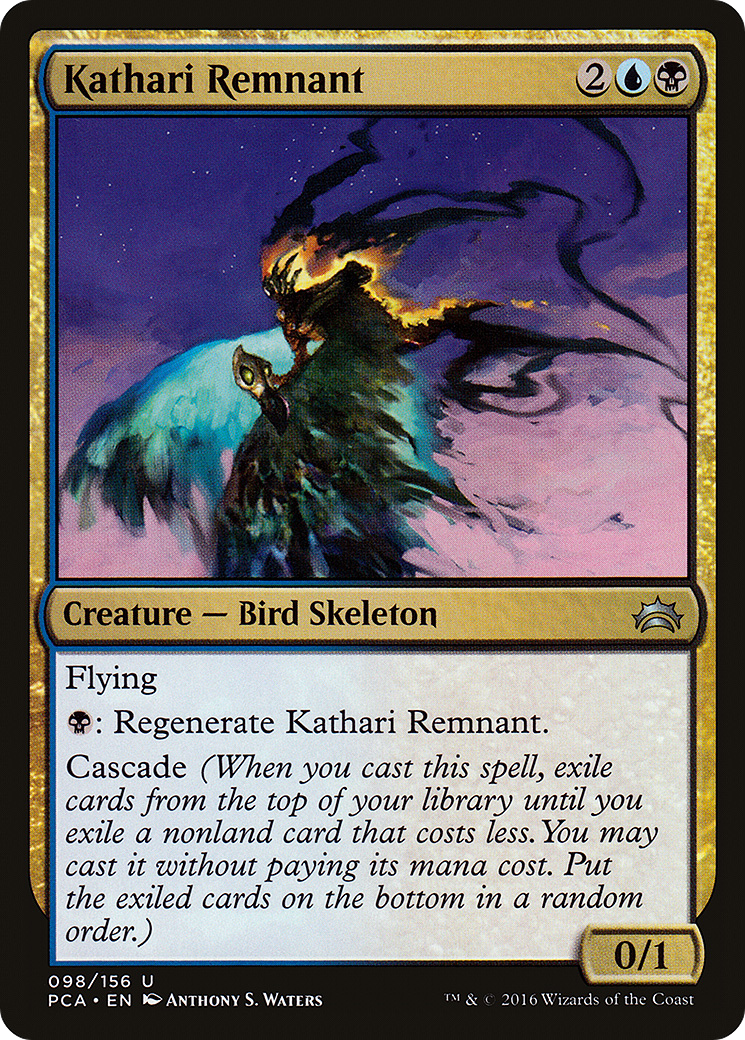 Kathari Remnant 2
Creature — Bird Skeleton
Flying
: Regenerate Kathari Remnant.
Cascade (When you cast this spell, exile
cards from the top of your library until you
exile a nonland card that costs less. You may
cast it without paying its mana cost. Put
the exiled cards on the bottom in a random
order.)
0/1
098/156 U
PCA • EN Anthony S. Waters
™ & © 2016 Wizards of the Coast